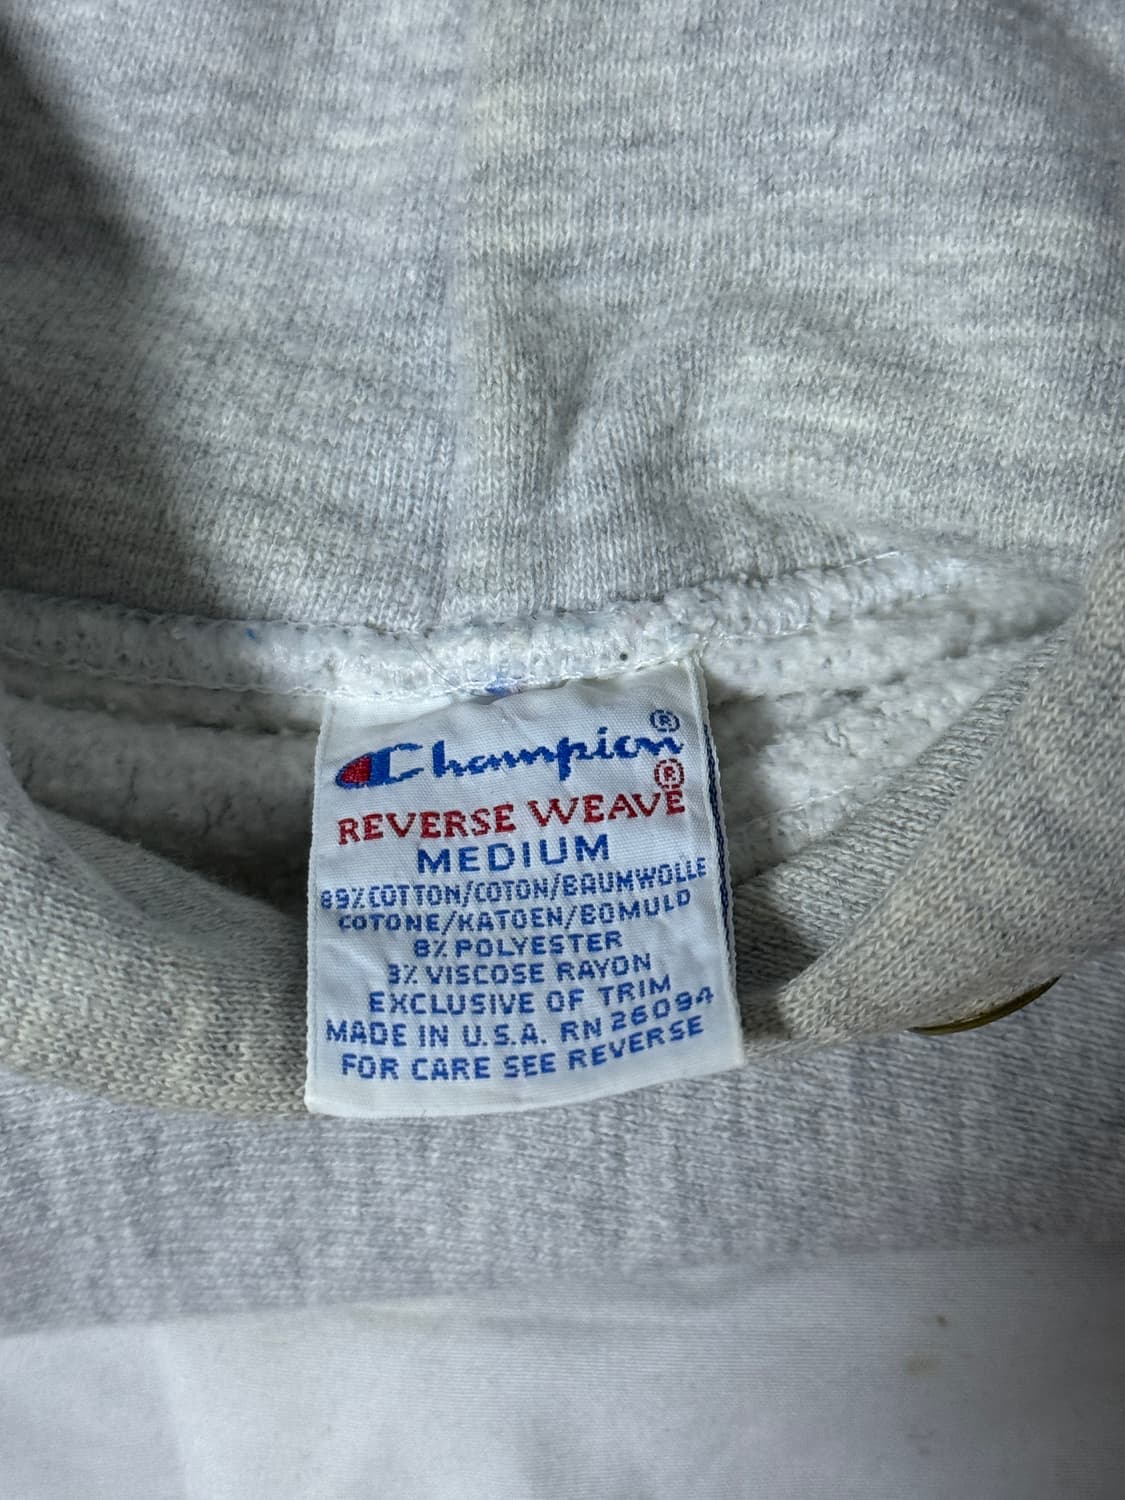 Champion®
REVERSE WEAVE®
MEDIUM
89% COTTON/COTON/BAUMWOLLE
COTONE/KATOEN/BOMULD
8% POLYESTER
3% VISCOSE RAYON
EXCLUSIVE OF TRIM
MADE IN U.S.A. RN 26094
FOR CARE SEE REVERSE